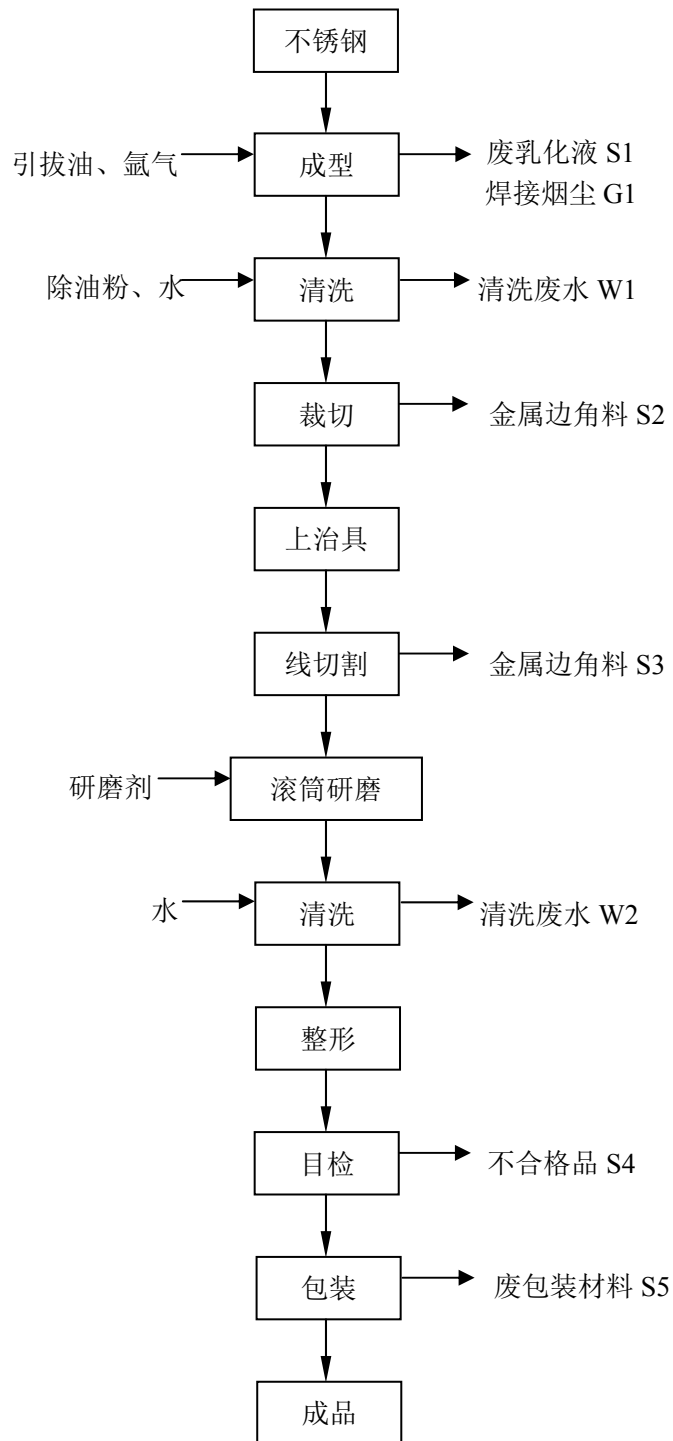 不锈钢
引拔油、氩气
成型
废乳化液 S1
焊接烟尘 G1
除油粉、水
清洗
清洗废水 W1
裁切
金属边角料 S2
上治具
线切割
金属边角料 S3
研磨剂
滚筒研磨
水
清洗
清洗废水 W2
整形
目检
不合格品 S4
包装
废包装材料 S5
成品